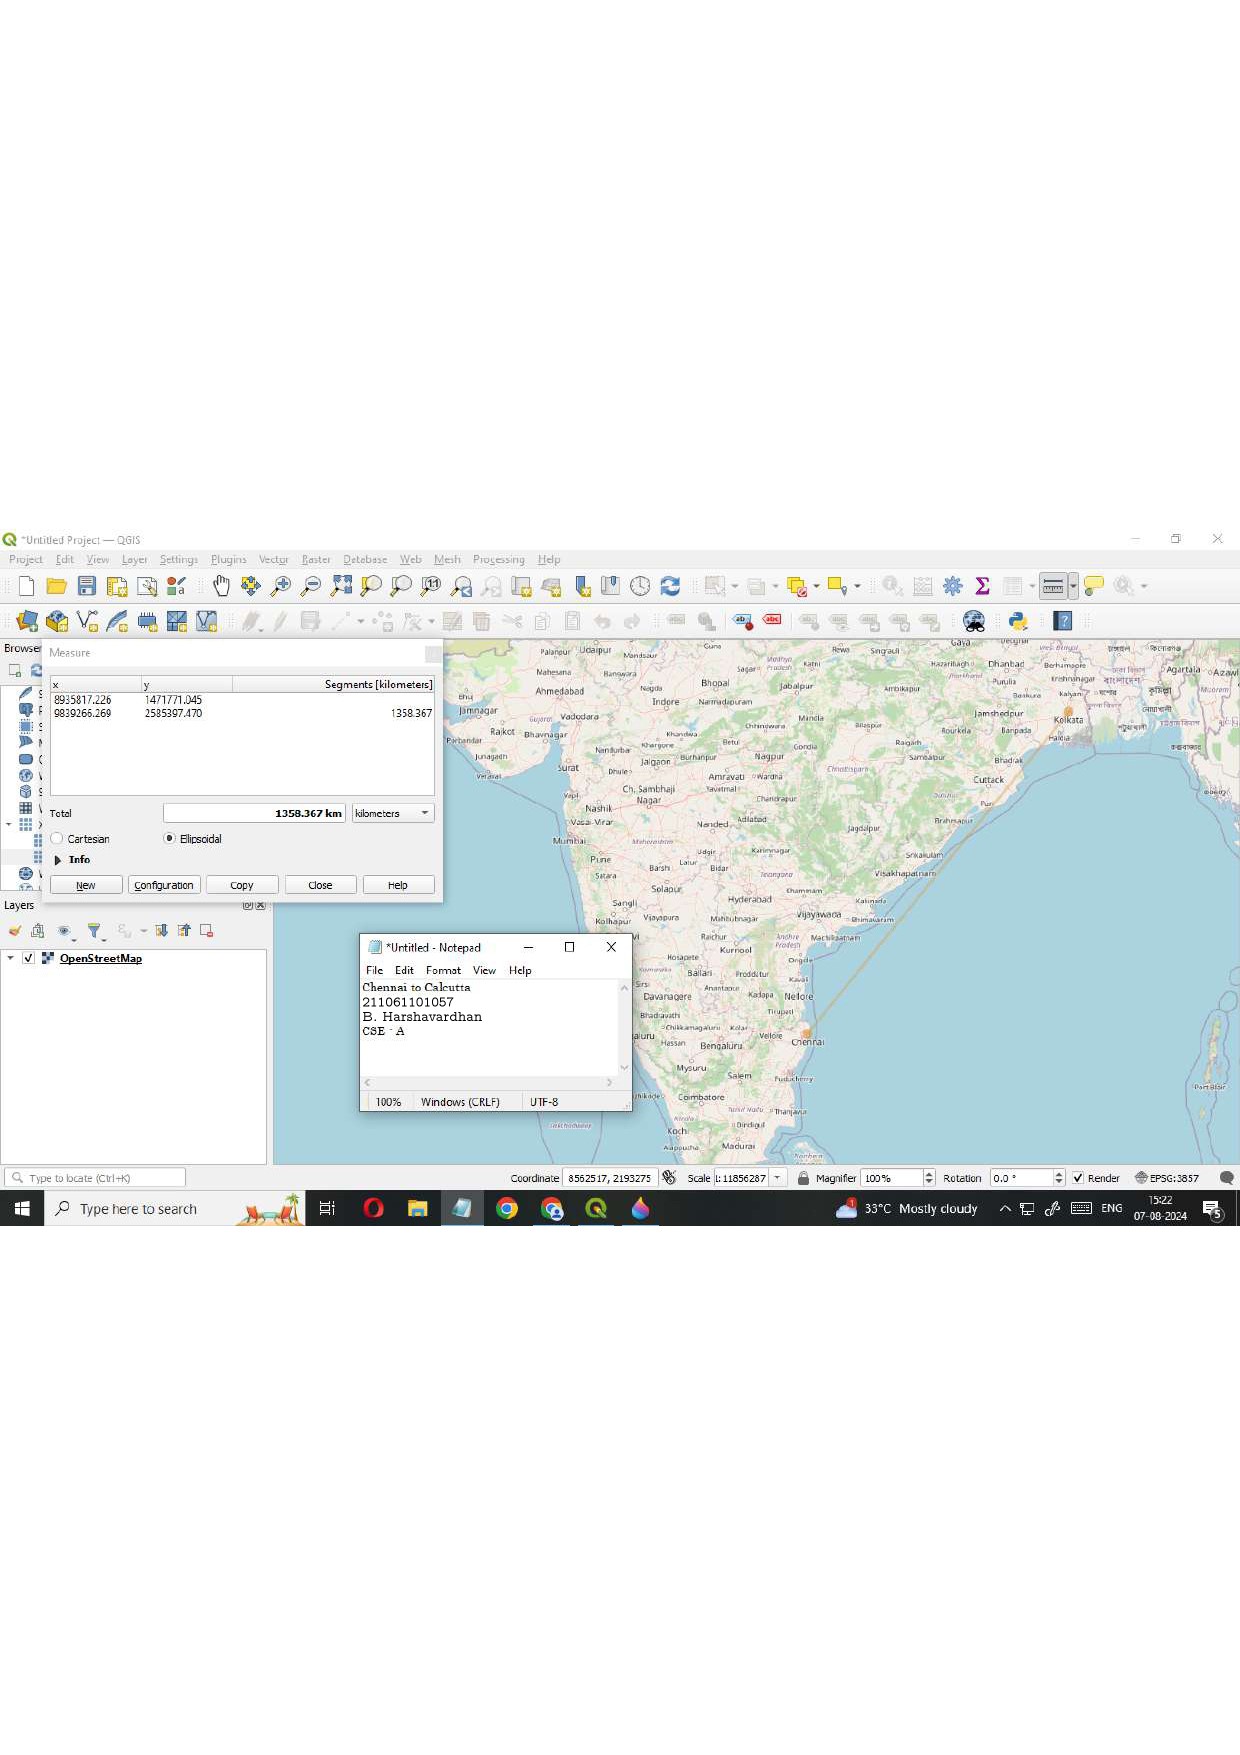 *Untitled Project — QGIS
Project Edit View Layer Settings Plugins Vector Raster Database Web Mesh Processing Help
Browser
Measure
x y Segments [kilometers]
8935817.226 1471771.045
9839266.269 2585397.470 1358.367
Total 1358.367 km kilometers
Cartesian Ellipsoidal
Info
New Configuration Copy Close Help
Layers
OpenStreetMap
*Untitled - Notepad
File Edit Format View Help
Chennai to Calcutta
211061101057
B. Harshavardhan
CSE - A
100% Windows (CRLF) UTF-8
Palanpur Udaipur Mandsaur Guna Rewa Singrauli Gaya
Mahesana Banswara Sagar Madhya Pradesh Katni Hazaribagh Dhanbad Berhampore Agartala
Bhuj Ahmedabad Nagda Bhopal Jabalpur Ambikapur Purulia Krishnanagar বাংলাদেশ কুমিল্লা
Jamnagar Gujarat Vadodara Indore Narmadapuram Jamshedpur Bankura Kalyani যশোর
Porbandar Rajkot Bhavnagar Khandwa Chhindwara Mandla Bilaspur Rourkela Baripada Kolkata
Junagadh Nandurbar Khargone Betul Gondia Raigarh Sambalpur Haldia
Veraval Surat Dhule Jalgaon Burhanpur Nagpur Bhadrak
Vapi Ch. Sambhaji Nagar Amravati Wardha Chhattisgarh Cuttack
Nashik Yavatmal Chandrapur Puri
Vasai-Virar Nanded Adilabad Jagdalpur Brahmapur
Mumbai Maharashtra
Pune Barshi Latur Udgir Karimnagar Srikakulam
Satara Bidar Telangana Visakhapatnam
Solapur Hyderabad Khammam
Sangli Kakinada
Kolhapur Vijayapura Mahbubnagar Vijayawada Bhimavaram
Raichur Andhra Pradesh Machilipatnam
Kurnool
Hosapete Ongole
Karnataka Ballari Proddatur Kavali
Sirsi
Davanagere Anantapur Kadapa Nellore
Bhadravathi Tirupati
Chikkamagaluru Kolar
Hassan Bengaluru Vellore Chennai
Mysuru
Salem Puducherry
Kozhikode Coimbatore
Tamil Nadu Thanjavur
Kerala Dindigul
Kochi
Alappuzha Madurai Northern
Lakshadweep
Port Blair
Type to locate (Ctrl+K) Coordinate 8562517, 2193275 Scale 1:11856287 Magnifier 100% Rotation 0.0 ° Render EPSG:3857
Type here to search 33°C Mostly cloudy ENG 15:22
07-08-2024
5